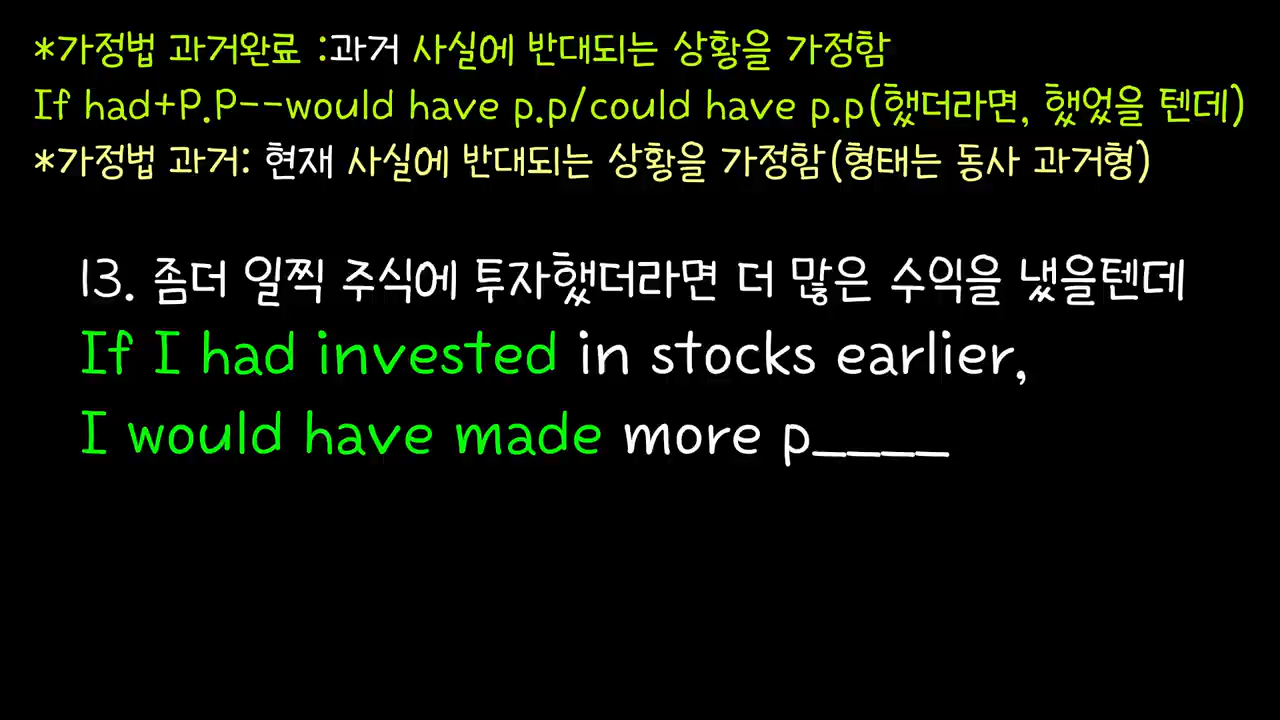 *가정법 과거완료 :과거 사실에 반대되는 상황을 가정함
If had+P.P--would have p.p/could have p.p(했더라면, 했었을 텐데)
*가정법 과거: 현재 사실에 반대되는 상황을 가정함(형태는 동사 과거형)
13. 좀더 일찍 주식에 투자했더라면 더 많은 수익을 냈을텐데
If I had invested in stocks earlier,
I would have made more p____